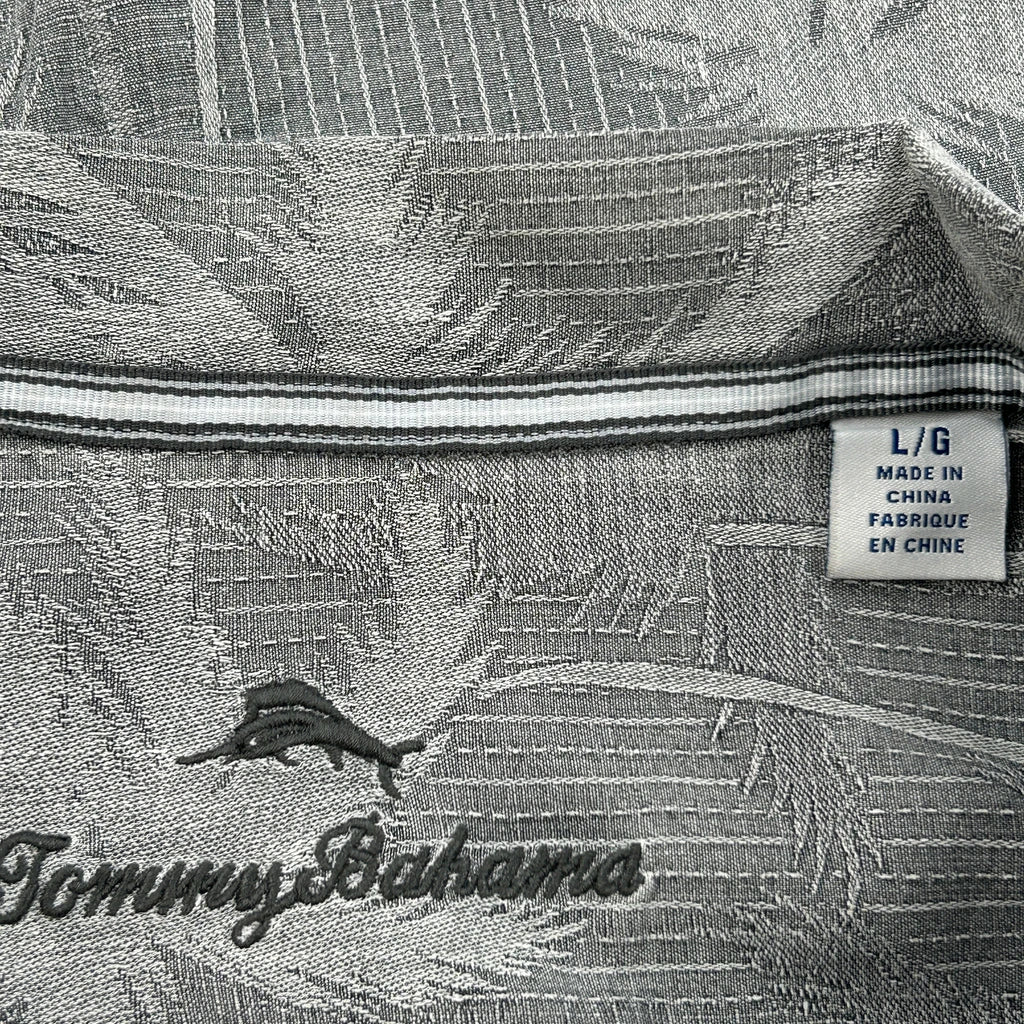 L/G
MADE IN
CHINA
FABRIQUE
EN CHINE
Tommy Bahama